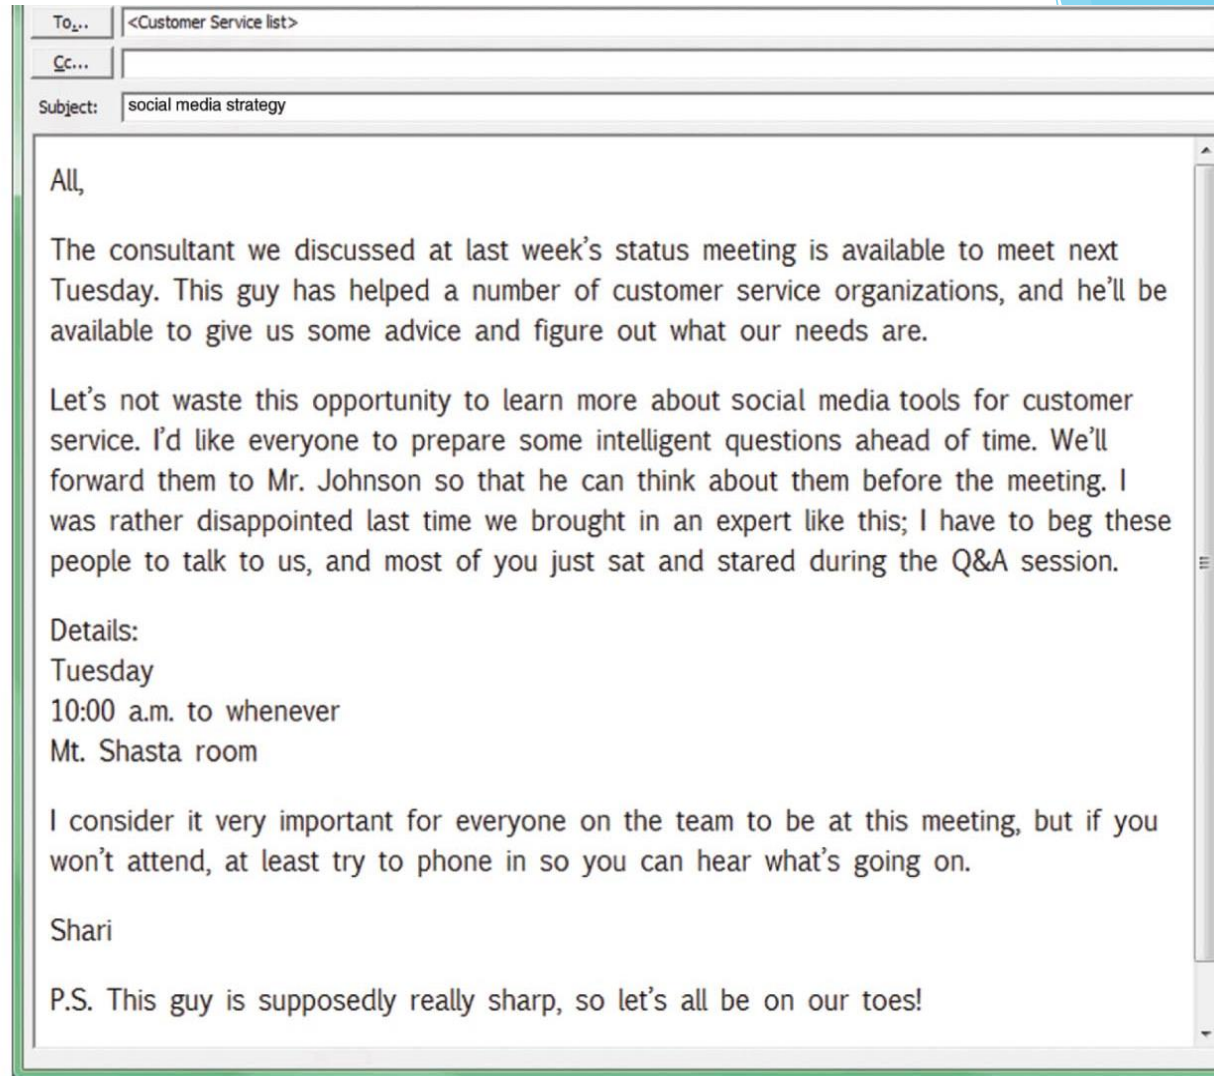 To... <Customer Service list>
Cc...
Subject: social media strategy
All,
The consultant we discussed at last week's status meeting is available to meet next
Tuesday. This guy has helped a number of customer service organizations, and he'll be
available to give us some advice and figure out what our needs are.
Let's not waste this opportunity to learn more about social media tools for customer
service. I'd like everyone to prepare some intelligent questions ahead of time. We'll
forward them to Mr. Johnson so that he can think about them before the meeting. I
was rather disappointed last time we brought in an expert like this; I have to beg these
people to talk to us, and most of you just sat and stared during the Q&A session.
Details:
Tuesday
10:00 a.m. to whenever
Mt. Shasta room
I consider it very important for everyone on the team to be at this meeting, but if you
won't attend, at least try to phone in so you can hear what's going on.
Shari
P.S. This guy is supposedly really sharp, so let's all be on our toes!